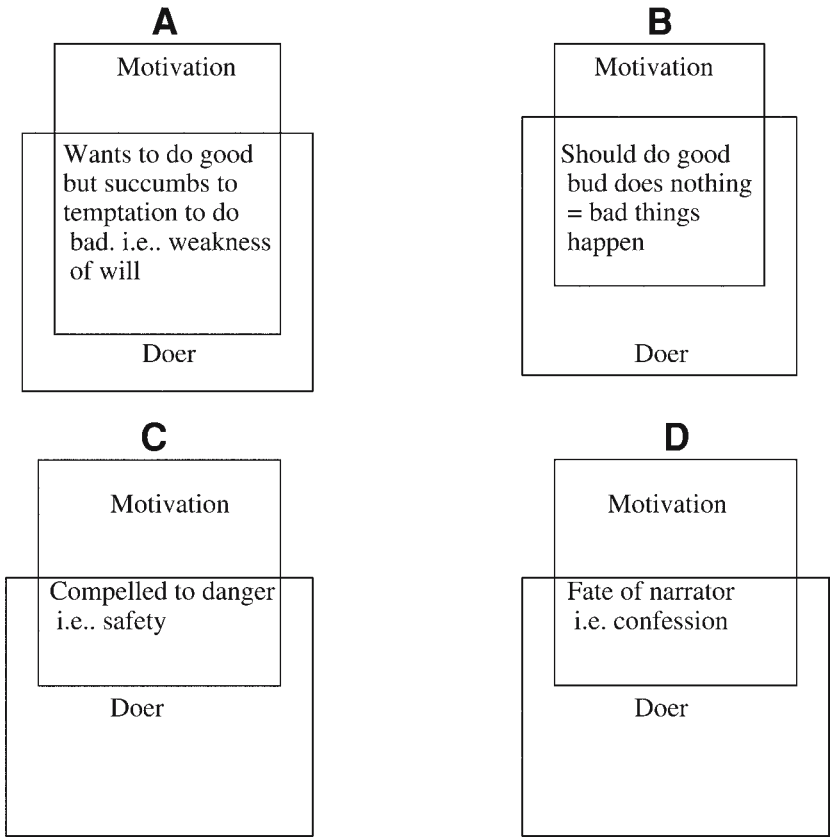 A
Motivation
Wants to do good
but succumbs to
temptation to do
bad. i.e.. weakness
of will
Doer
B
Motivation
Should do good
bud does nothing
= bad things
happen
Doer
C
Motivation
Compelled to danger
i.e.. safety
Doer
D
Motivation
Fate of narrator
i.e. confession
Doer